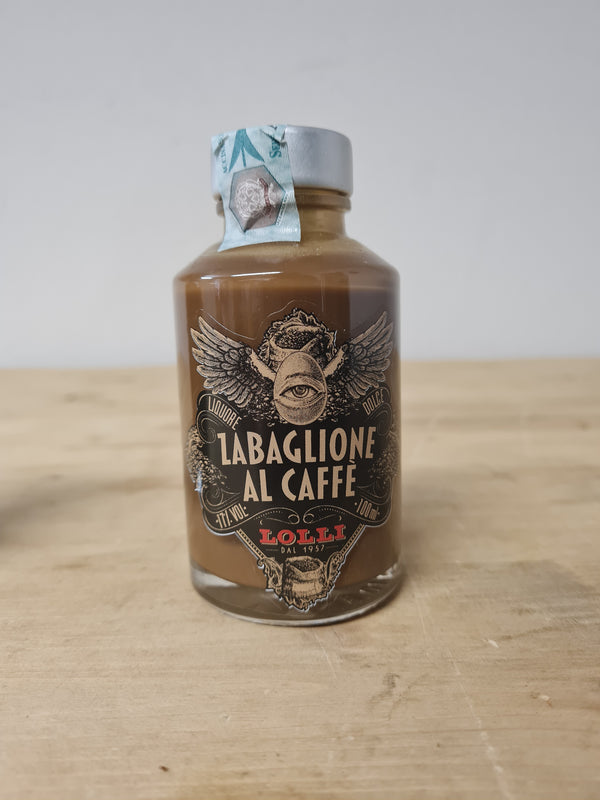 LIQUORE DOLCE
ZABAGLIONE
AL CAFFÈ
·17% VOL· ·100ml·
LOLLI
DAL 1957